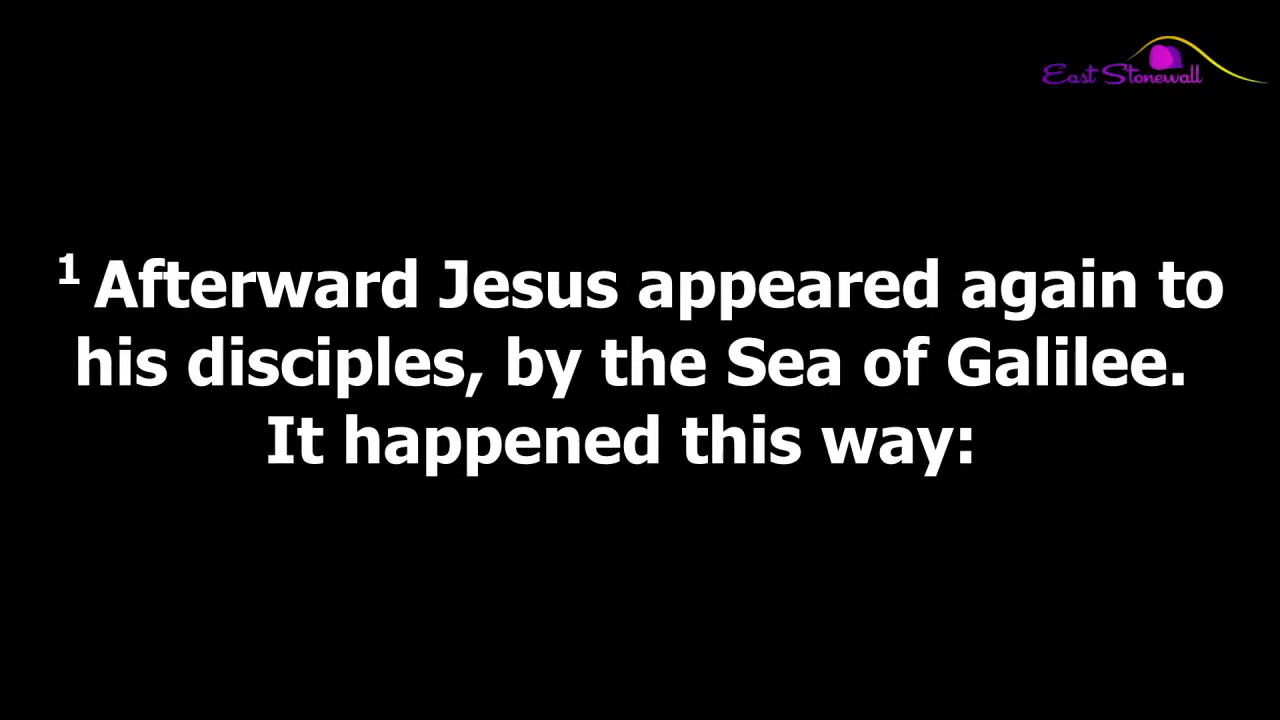 East Stonewall
¹ Afterward Jesus appeared again to
his disciples, by the Sea of Galilee.
It happened this way: